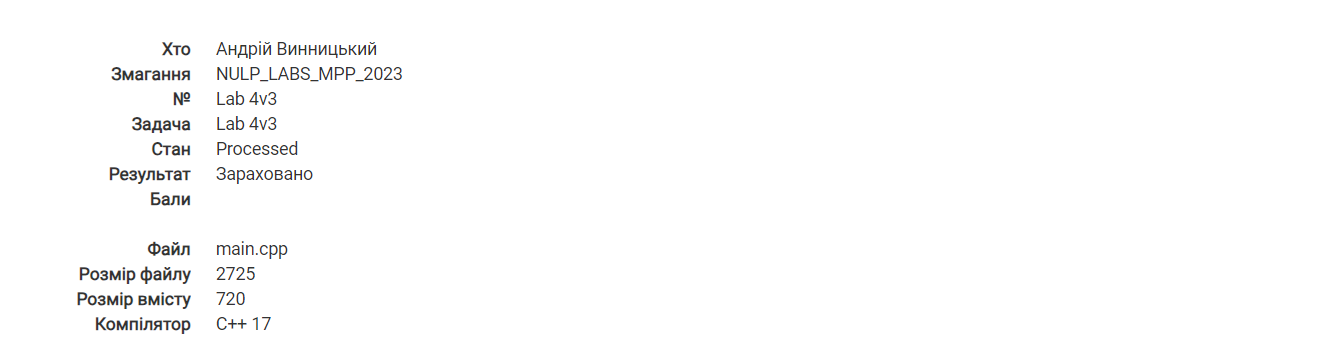 Хто Андрій Винницький
Змагання NULP_LABS_MPP_2023
№ Lab 4v3
Задача Lab 4v3
Стан Processed
Результат Зараховано
Бали
Файл main.cpp
Розмір файлу 2725
Розмір вмісту 720
Компілятор C++ 17